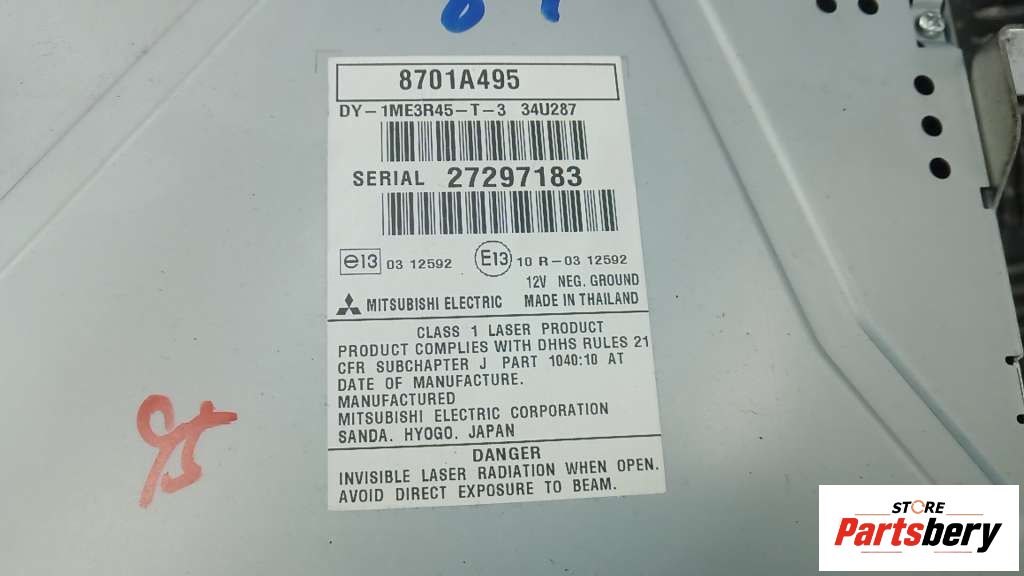 8701A495
DY-1ME3R45-T-3 34U287
SERIAL 27297183
e13 03 12592 E13 10 R-03 12592
12V NEG. GROUND
MITSUBISHI ELECTRIC MADE IN THAILAND
CLASS 1 LASER PRODUCT
PRODUCT COMPLIES WITH DHHS RULES 21
CFR SUBCHAPTER J PART 1040:10 AT
DATE OF MANUFACTURE.
MANUFACTURED
MITSUBISHI ELECTRIC CORPORATION
SANDA. HYOGO. JAPAN
DANGER
INVISIBLE LASER RADIATION WHEN OPEN.
AVOID DIRECT EXPOSURE TO BEAM.
95
STORE
Partsbery